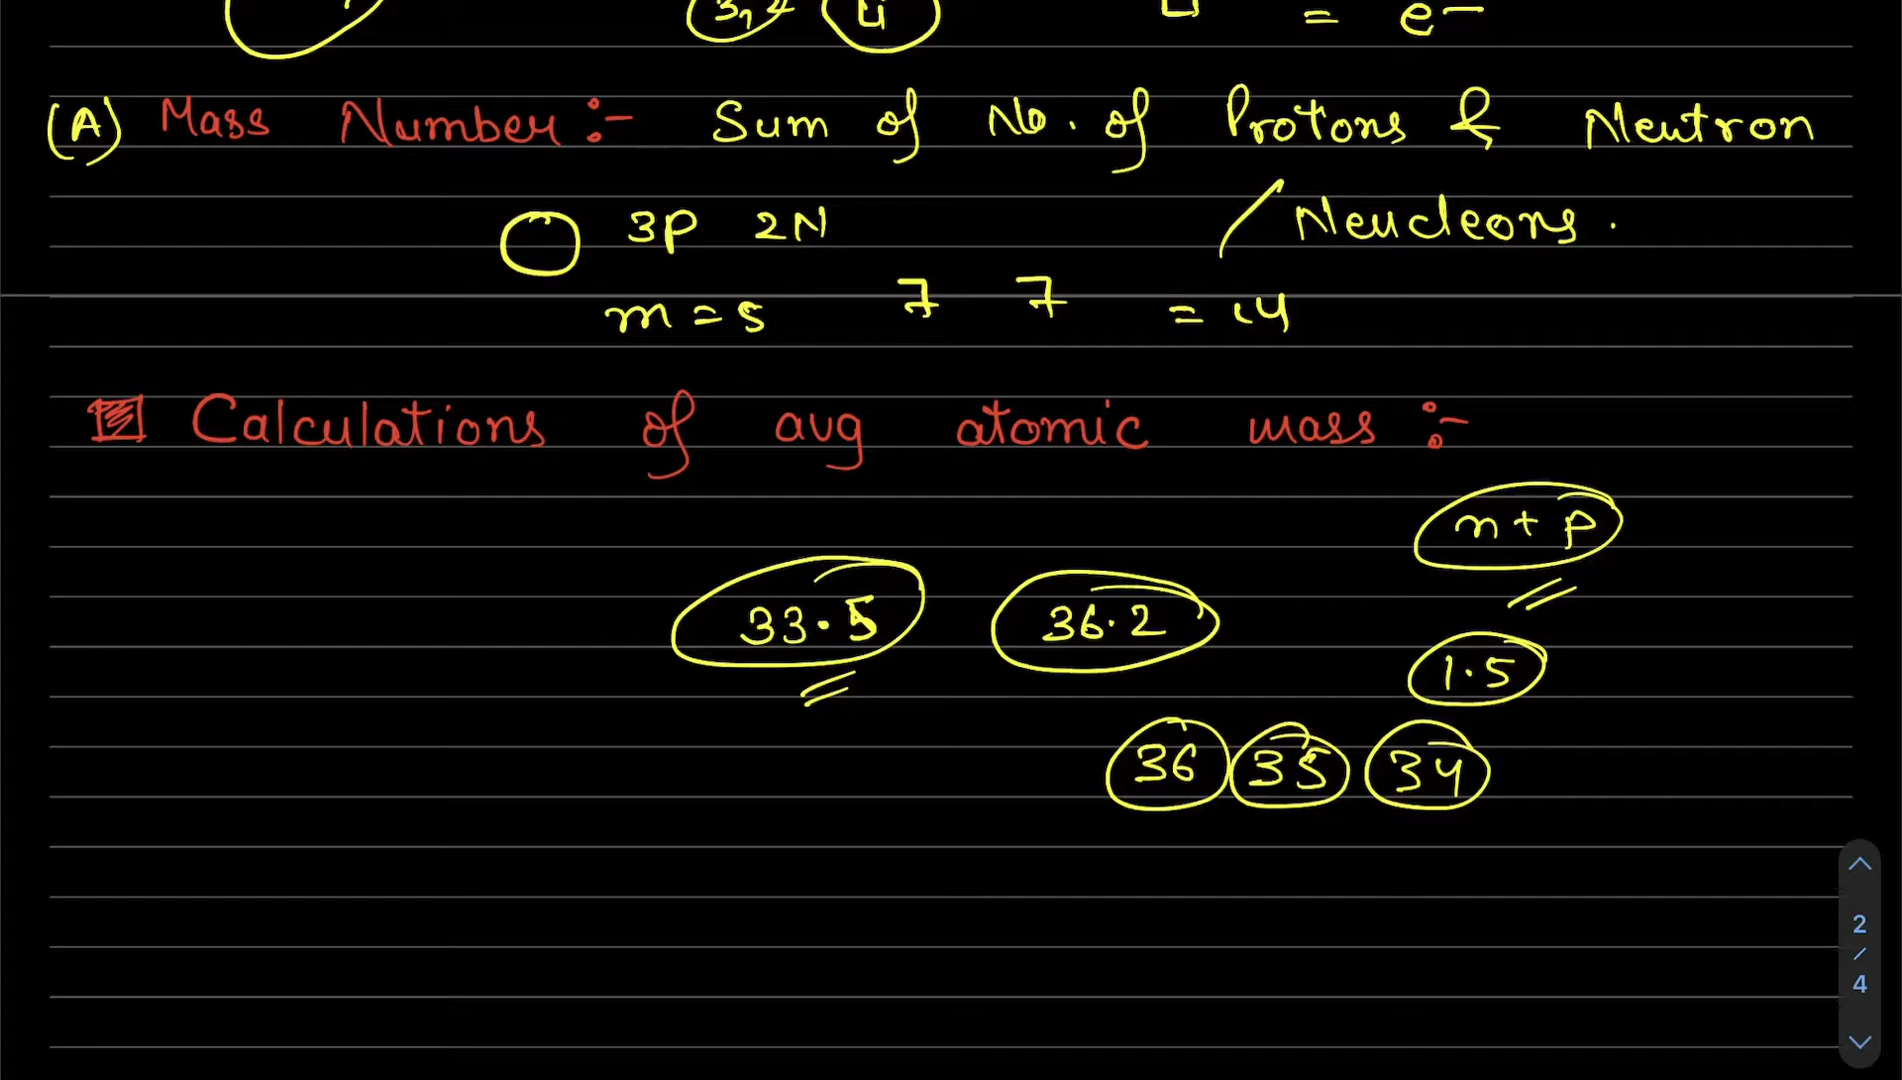 = e-
(A) Mass Number :- Sum of No. of Protons & Neutron
3P 2N / Neucleons.
m = 5 7 7 = 14
Calculations of avg atomic mass :-
n + p
33.5 36.2
1.5
36 35 34
2
/
4